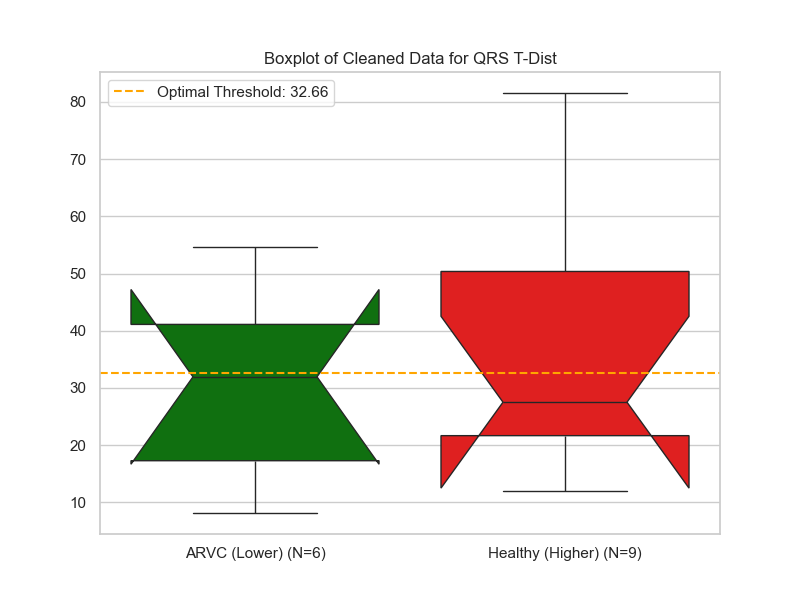 Boxplot of Cleaned Data for QRS T-Dist
Optimal Threshold: 32.66
80
70
60
50
40
30
20
10
ARVC (Lower) (N=6)
Healthy (Higher) (N=9)